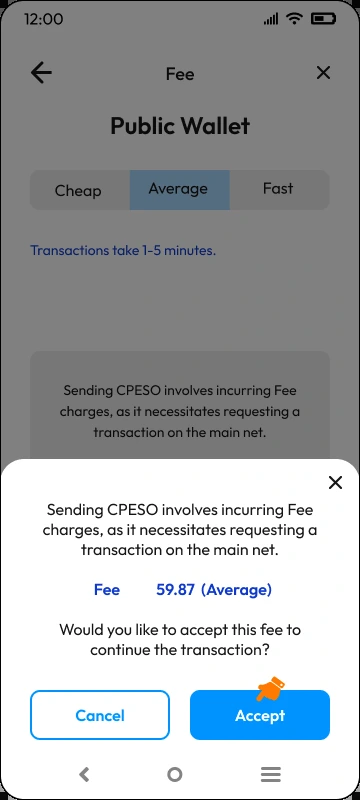 12:00
Fee
Public Wallet
Cheap Average Fast
Transactions take 1-5 minutes.
Sending CPESO involves incurring Fee
charges, as it necessitates requesting a
transaction on the main net.
Sending CPESO involves incurring Fee
charges, as it necessitates requesting a
transaction on the main net.
Fee 59.87 (Average)
Would you like to accept this fee to
continue the transaction?
Cancel Accept